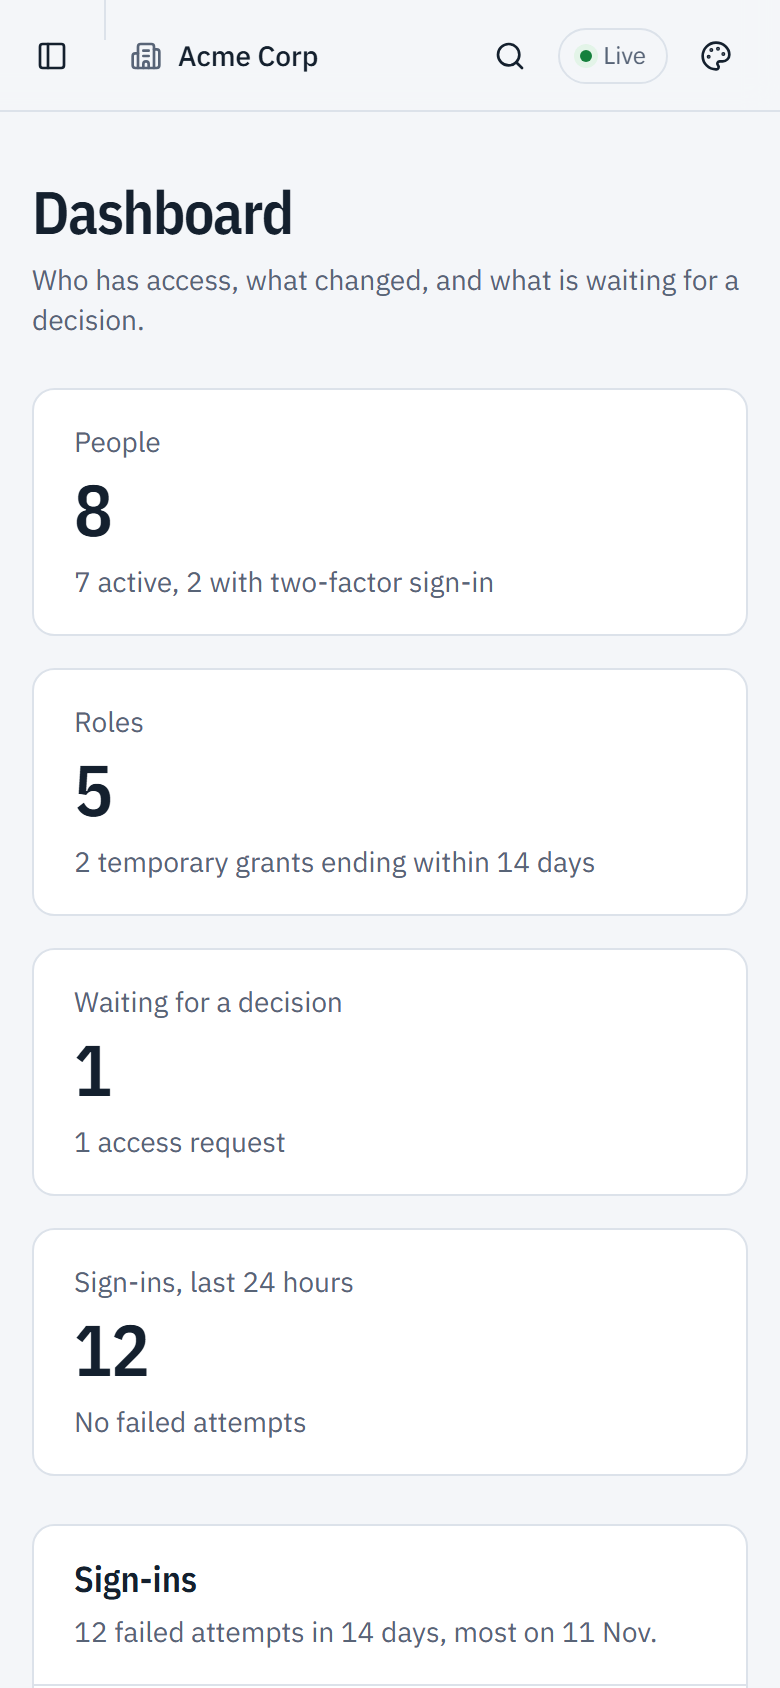 Acme Corp
Live
Dashboard
Who has access, what changed, and what is waiting for a
decision.
People
8
7 active, 2 with two-factor sign-in
Roles
5
2 temporary grants ending within 14 days
Waiting for a decision
1
1 access request
Sign-ins, last 24 hours
12
No failed attempts
Sign-ins
12 failed attempts in 14 days, most on 11 Nov.